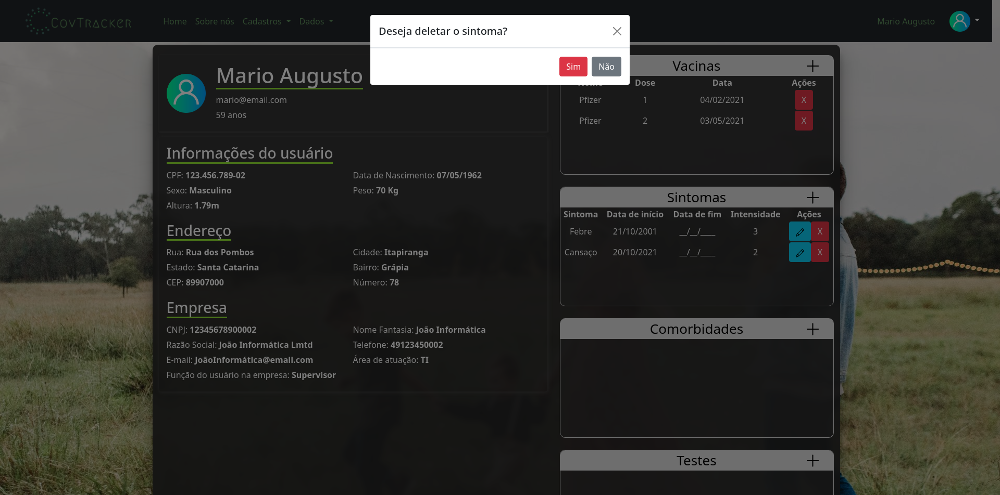 CovTracker
Home Sobre nós Cadastros Dados
Mario Augusto
Deseja deletar o sintoma?
Sim Não
Mario Augusto
mario@email.com
59 anos
Informações do usuário
CPF: 123.456.789-02 Data de Nascimento: 07/05/1962
Sexo: Masculino Peso: 70 Kg
Altura: 1.79m
Endereço
Rua: Rua dos Pombos Cidade: Itapiranga
Estado: Santa Catarina Bairro: Grápia
CEP: 89907000 Número: 78
Empresa
CNPJ: 12345678900002 Nome Fantasia: João Informática
Razão Social: João Informática Lmtd Telefone: 49123450002
E-mail: JoãoInformática@email.com Área de atuação: TI
Função do usuário na empresa: Supervisor
Vacinas
Nome Dose Data Ações
Pfizer 1 04/02/2021 X
Pfizer 2 03/05/2021 X
Sintomas
Sintoma Data de início Data de fim Intensidade Ações
Febre 21/10/2001 __/__/____ 3 X
Cansaço 20/10/2021 __/__/____ 2 X
Comorbidades
Testes